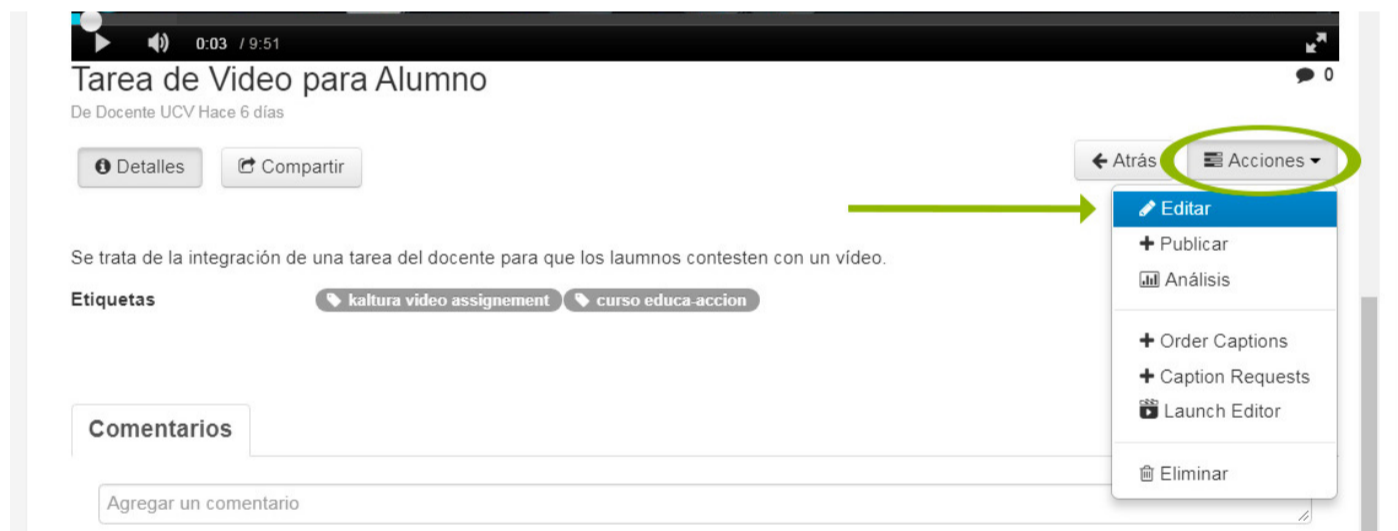 0:03 / 9:51
Tarea de Video para Alumno
0
De Docente UCV Hace 6 días
Detalles
Compartir
Atrás
Acciones
Editar
Publicar
Análisis
Order Captions
Caption Requests
Launch Editor
Eliminar
Se trata de la integración de una tarea del docente para que los laumnos contesten con un vídeo.
Etiquetas
kaltura video assignement
curso educa-accion
Comentarios
Agregar un comentario